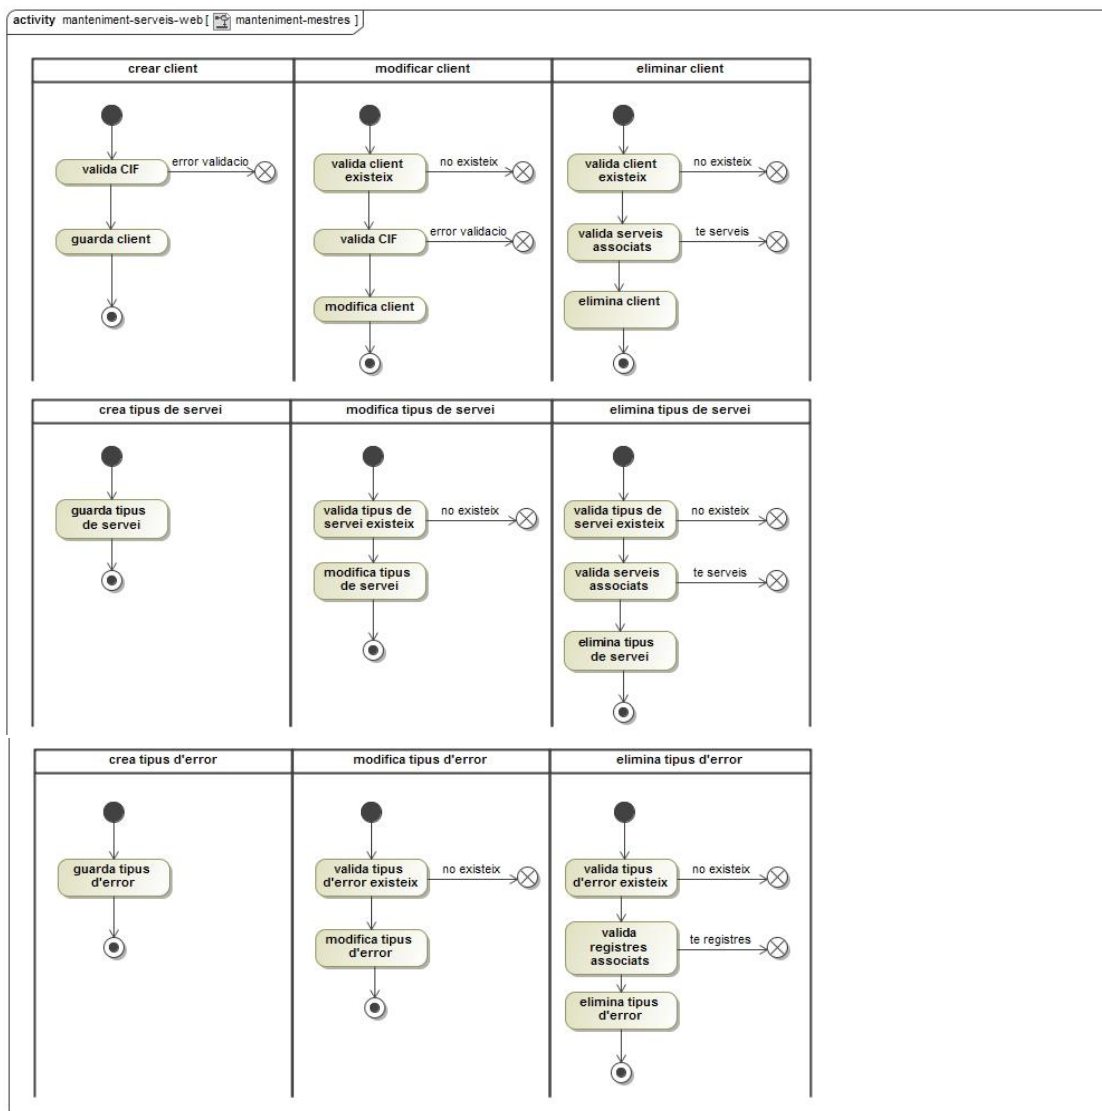 activity manteniment-serveis-web [ manteniment-mestres ]
crear client
modificar client
eliminar client
valida CIF
error validacio
guarda client
valida client
existeix
no existeix
valida CIF
error validacio
modifica client
valida client
existeix
no existeix
valida serveis
associats
te serveis
elimina client
crea tipus de servei
modifica tipus de servei
elimina tipus de servei
guarda tipus
de servei
valida tipus de
servei existeix
no existeix
modifica tipus
de servei
valida tipus de
servei existeix
no existeix
valida serveis
associats
te serveis
elimina tipus
de servei
crea tipus d'error
modifica tipus d'error
elimina tipus d'error
guarda tipus
d'error
valida tipus
d'error existeix
no existeix
modifica tipus
d'error
valida tipus
d'error existeix
no existeix
valida
registres
associats
te registres
elimina tipus
d'error